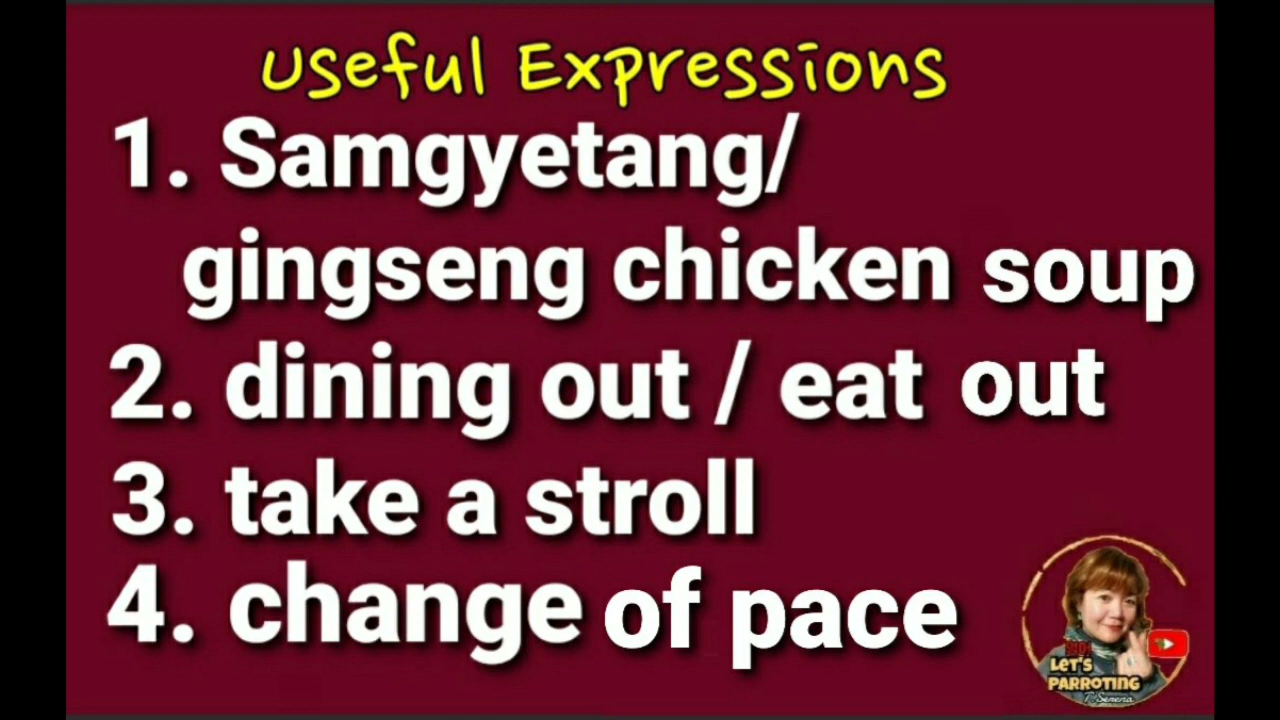 Useful Expressions
1. Samgyetang/
gingseng chicken soup
2. dining out / eat out
3. take a stroll
4. change of pace
LET'S
PARROTING
T. Serena